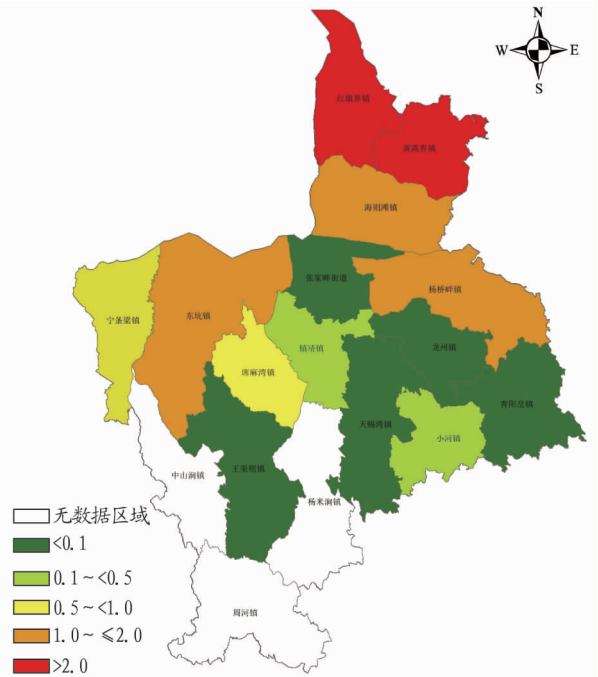 N
W E
S
红墩界镇
黄蒿界镇
海则滩镇
张家畔街道
杨桥畔镇
宁条梁镇
东坑镇
镇靖镇
龙州镇
席麻湾镇
青阳岔镇
天赐湾镇
小河镇
中山涧镇
王渠则镇
杨米涧镇
周河镇
无数据区域
<0.1
0.1~<0.5
0.5~<1.0
1.0~≤2.0
>2.0